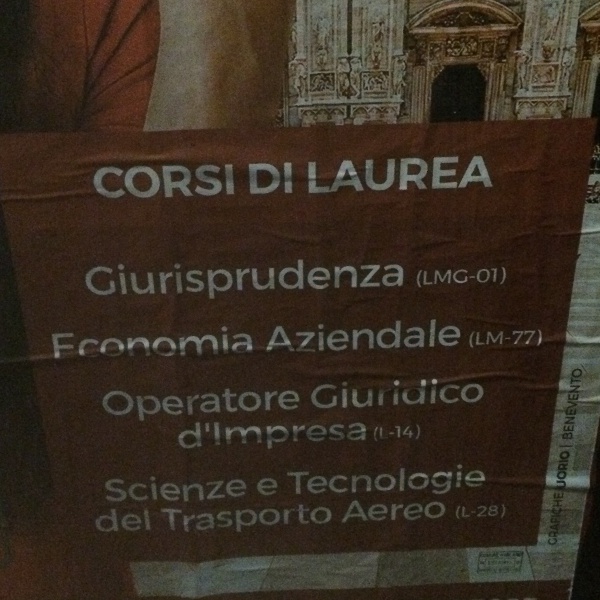 CORSI DI LAUREA
Giurisprudenza (LMG-01)
Economia Aziendale (LM-77)
Operatore Giuridico
d'Impresa (L-14)
Scienze e Tecnologie
del Trasporto Aereo (L-28)
GRAFICHE IUORIO | BENEVENTO